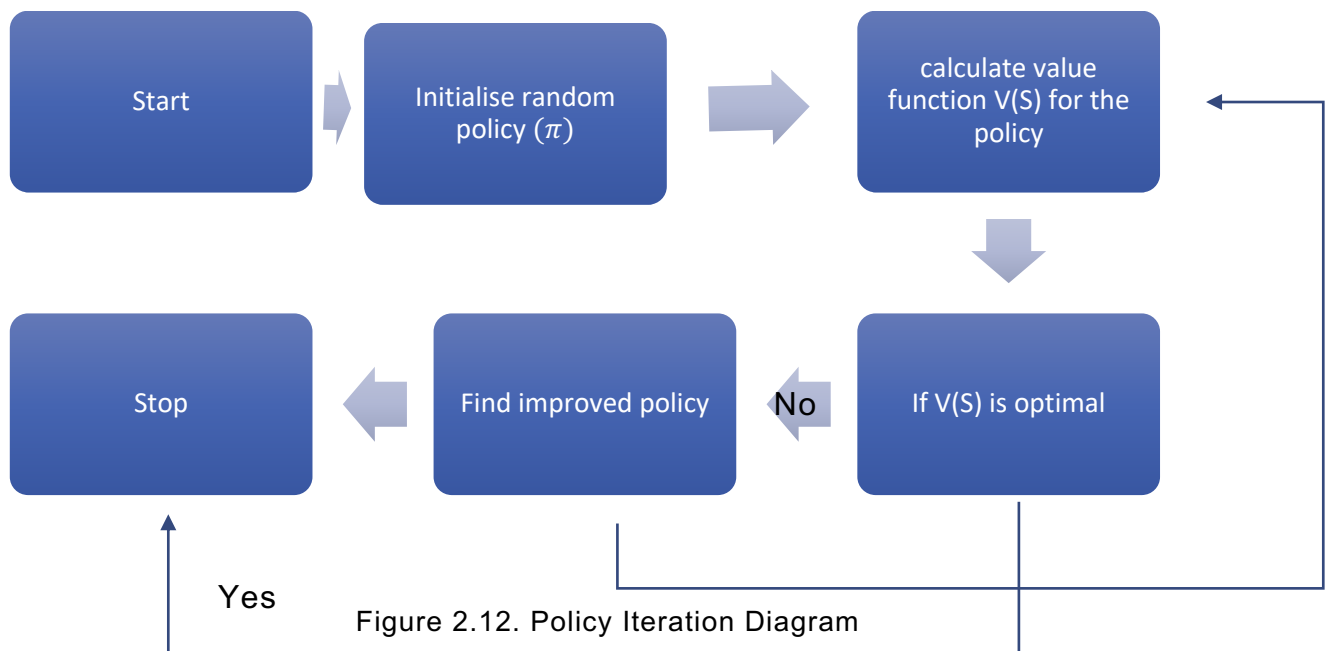 Start
Initialise random
policy (𝜋)
calculate value
function V(S) for the
policy
Stop
Find improved policy
No
If V(S) is optimal
Yes
Figure 2.12. Policy Iteration Diagram